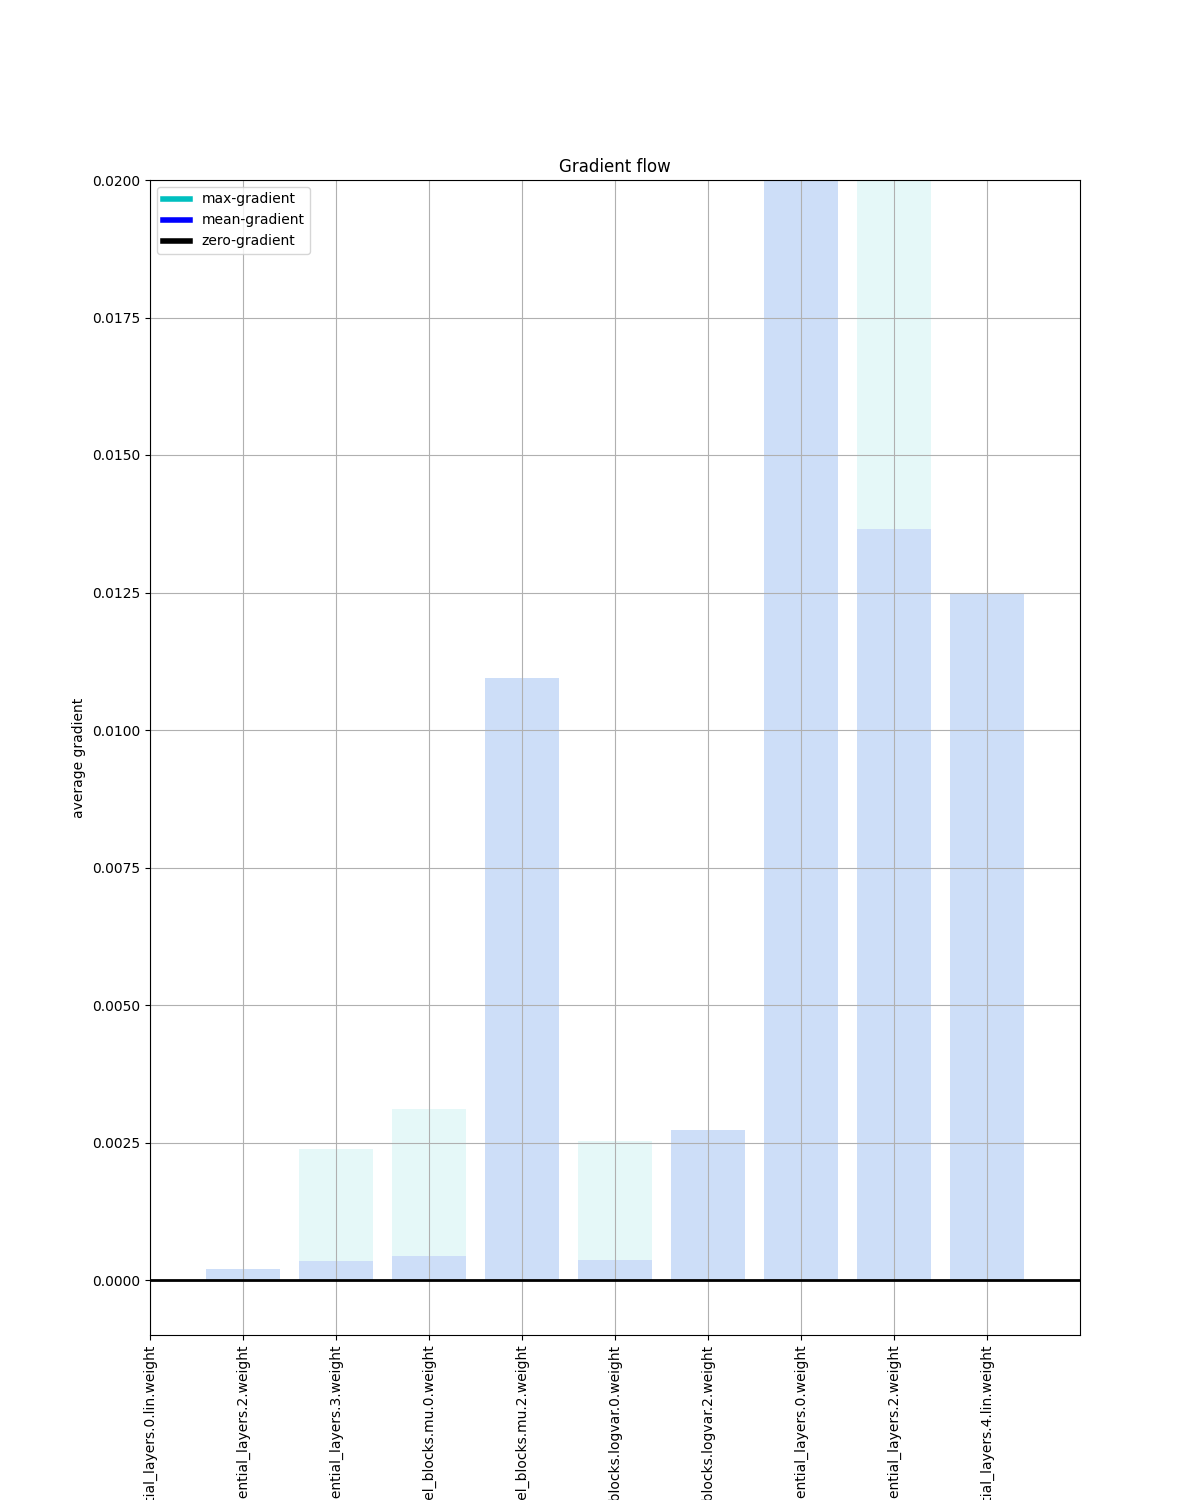 Gradient flow
max-gradient
mean-gradient
zero-gradient
0.0200
0.0175
0.0150
0.0125
0.0100
0.0075
0.0050
0.0025
0.0000
average gradient
tial_layers.0.lin.weight
ential_layers.2.weight
ential_layers.3.weight
el_blocks.mu.0.weight
el_blocks.mu.2.weight
blocks.logvar.0.weight
blocks.logvar.2.weight
ential_layers.0.weight
ential_layers.2.weight
tial_layers.4.lin.weight